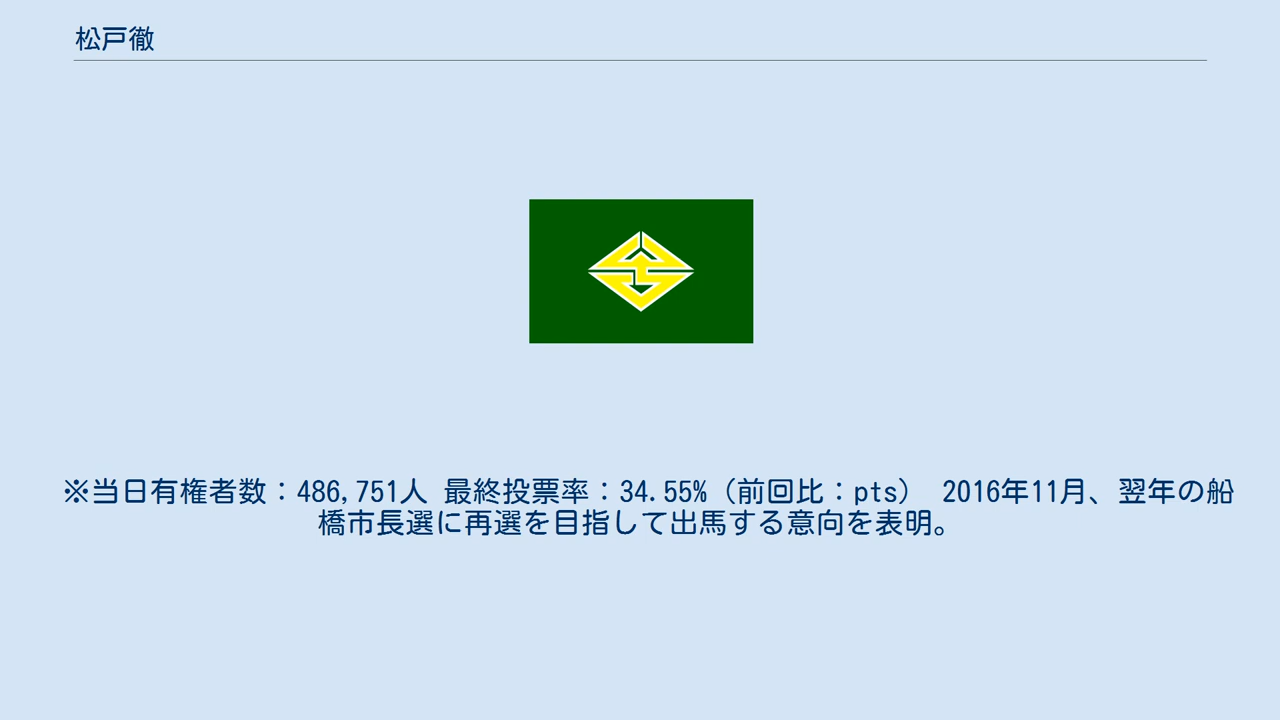 松戸徹
※当日有権者数：486,751人 最終投票率：34.55%（前回比：pts） 2016年11月、翌年の船
橋市長選に再選を目指して出馬する意向を表明。